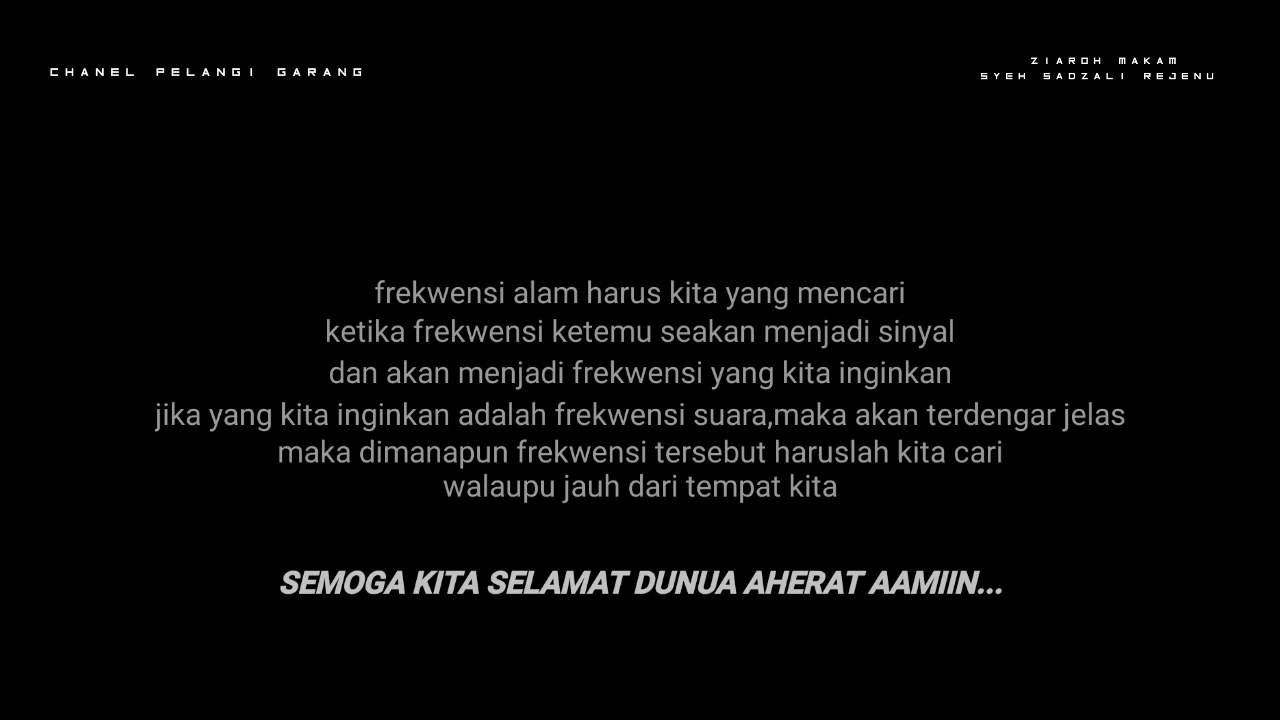 CHANEL PELANGI GARANG
ZIAROH MAKAM
SYEH SADZALI REJENU
frekwensi alam harus kita yang mencari
ketika frekwensi ketemu seakan menjadi sinyal
dan akan menjadi frekwensi yang kita inginkan
jika yang kita inginkan adalah frekwensi suara,maka akan terdengar jelas
maka dimanapun frekwensi tersebut haruslah kita cari
walaupu jauh dari tempat kita
SEMOGA KITA SELAMAT DUNUA AHERAT AAMIIN...